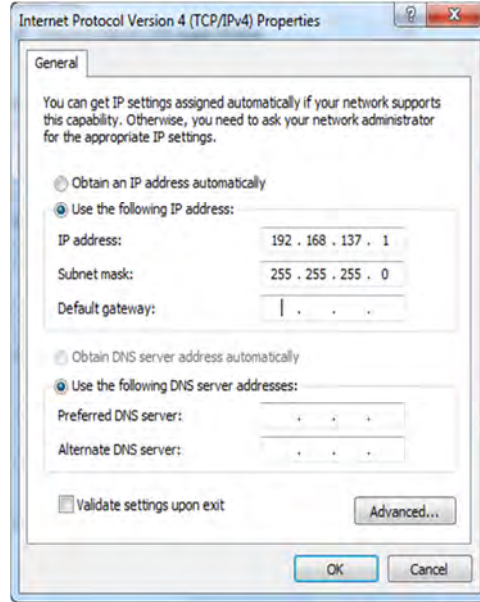 Internet Protocol Version 4 (TCP/IPv4) Properties
General
You can get IP settings assigned automatically if your network supports
this capability. Otherwise, you need to ask your network administrator
for the appropriate IP settings.
Obtain an IP address automatically
Use the following IP address:
IP address: 192 . 168 . 137 . 1
Subnet mask: 255 . 255 . 255 . 0
Default gateway: . . .
Obtain DNS server address automatically
Use the following DNS server addresses:
Preferred DNS server: . . .
Alternate DNS server: . . .
Validate settings upon exit
Advanced...
OK Cancel